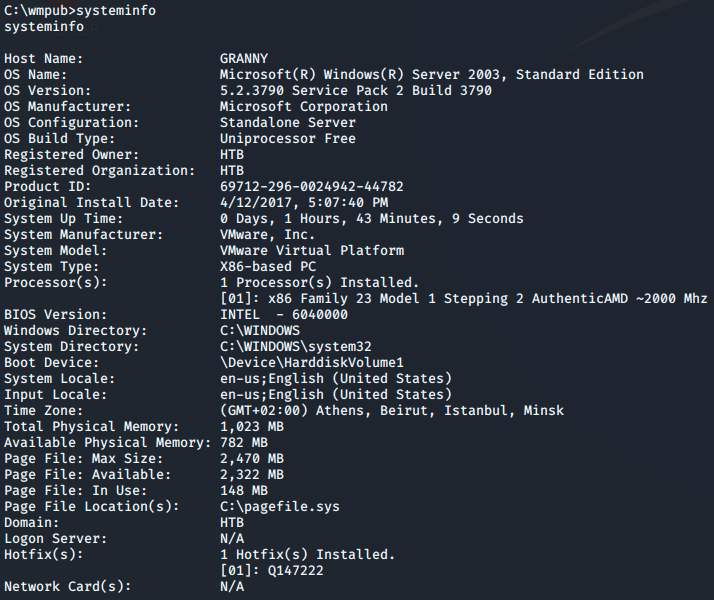 C:\wmpub>systeminfo
systeminfo
Host Name: GRANNY
OS Name: Microsoft(R) Windows(R) Server 2003, Standard Edition
OS Version: 5.2.3790 Service Pack 2 Build 3790
OS Manufacturer: Microsoft Corporation
OS Configuration: Standalone Server
OS Build Type: Uniprocessor Free
Registered Owner: HTB
Registered Organization: HTB
Product ID: 69712-296-0024942-44782
Original Install Date: 4/12/2017, 5:07:40 PM
System Up Time: 0 Days, 1 Hours, 43 Minutes, 9 Seconds
System Manufacturer: VMware, Inc.
System Model: VMware Virtual Platform
System Type: X86-based PC
Processor(s): 1 Processor(s) Installed.
[01]: x86 Family 23 Model 1 Stepping 2 AuthenticAMD ~2000 Mhz
BIOS Version: INTEL  - 6040000
Windows Directory: C:\WINDOWS
System Directory: C:\WINDOWS\system32
Boot Device: \Device\HarddiskVolume1
System Locale: en-us;English (United States)
Input Locale: en-us;English (United States)
Time Zone: (GMT+02:00) Athens, Beirut, Istanbul, Minsk
Total Physical Memory: 1,023 MB
Available Physical Memory: 782 MB
Page File: Max Size: 2,470 MB
Page File: Available: 2,322 MB
Page File: In Use: 148 MB
Page File Location(s): C:\pagefile.sys
Domain: HTB
Logon Server: N/A
Hotfix(s): 1 Hotfix(s) Installed.
[01]: Q147222
Network Card(s): N/A